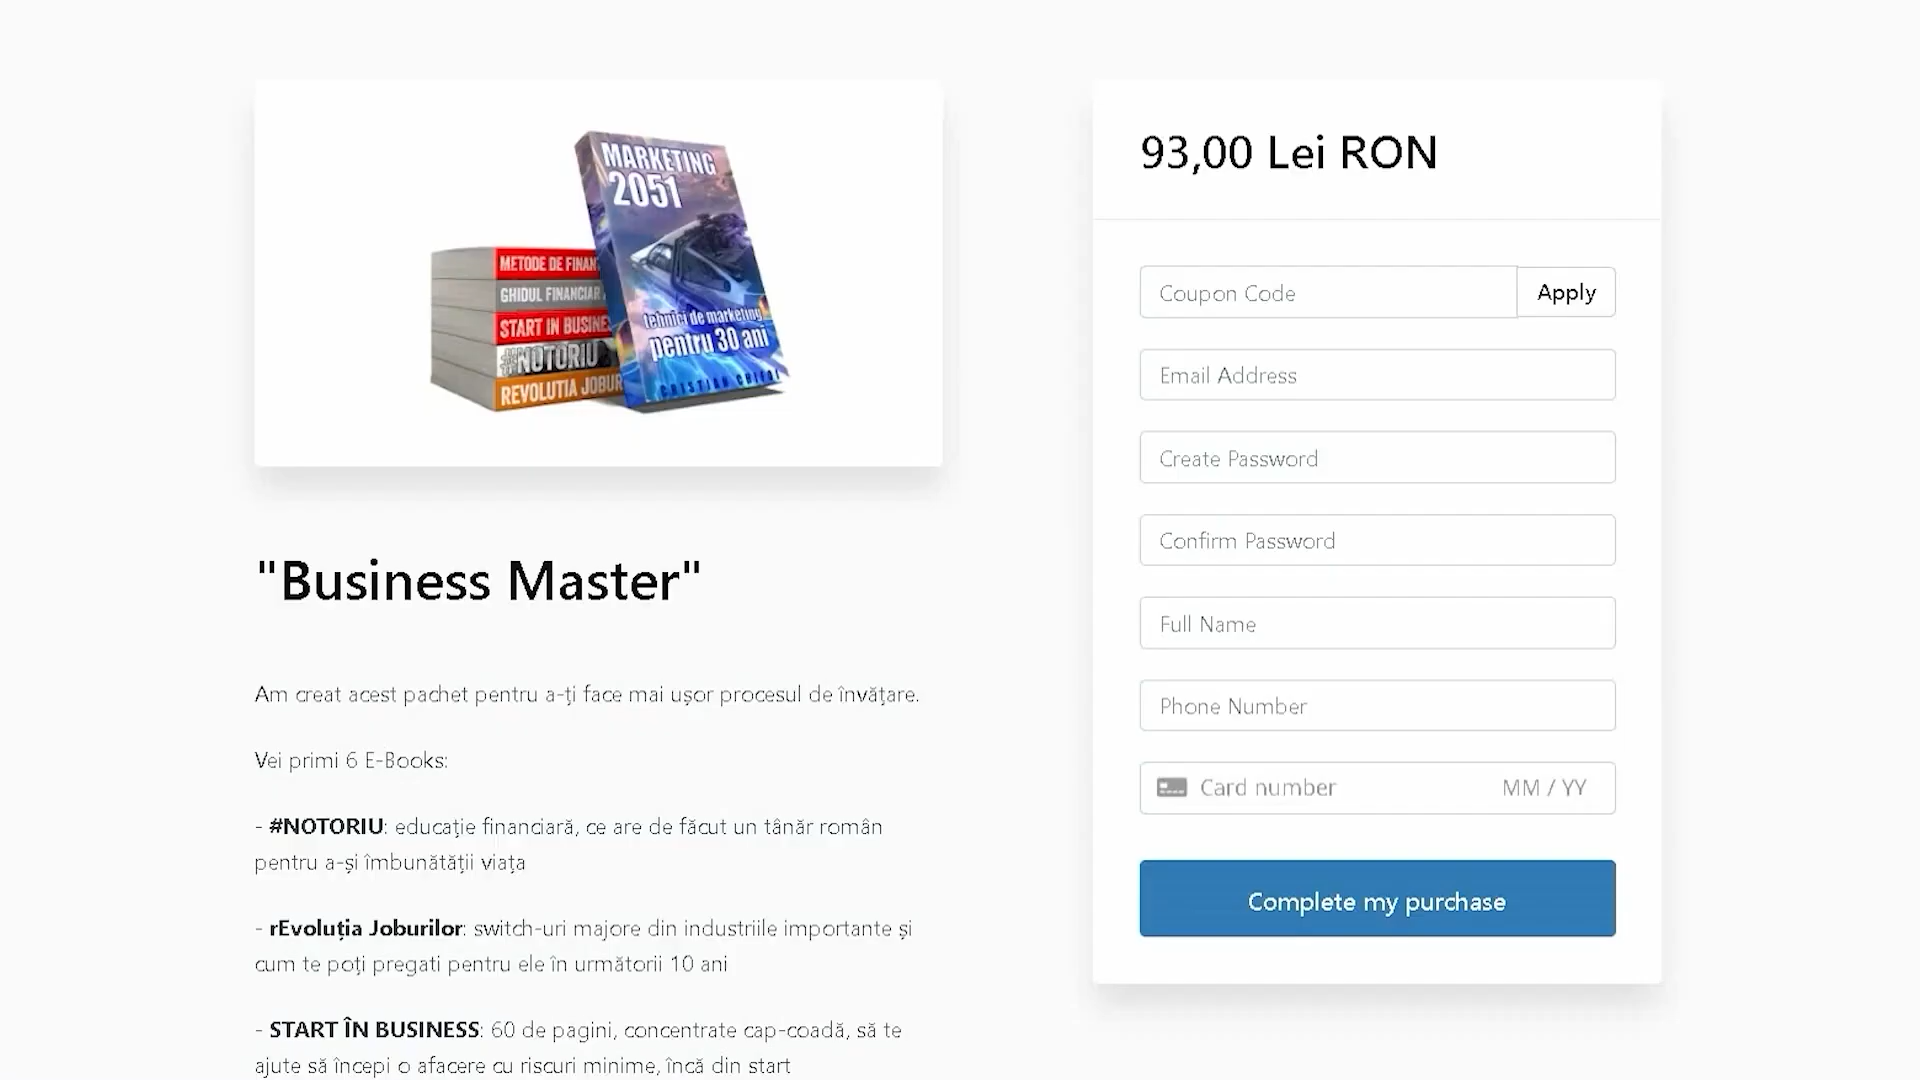 MARKETING
2051
tehnici de marketing
pentru 30 ani
METODE DE FINAN
GHIDUL FINANCIAR
START IN BUSINE
#NOTORIU
REVOLUTIA JOBUR
"Business Master"
Am creat acest pachet pentru a-ți face mai ușor procesul de învățare.
Vei primi 6 E-Books:
- #NOTORIU: educație financiară, ce are de făcut un tânăr român
pentru a-și îmbunătății viața
- rEvoluția Joburilor: switch-uri majore din industriile importante și
cum te poți pregati pentru ele în următorii 10 ani
- START ÎN BUSINESS: 60 de pagini, concentrate cap-coadă, să te
ajute să începi o afacere cu riscuri minime, încă din start
93,00 Lei RON
Coupon Code Apply
Email Address
Create Password
Confirm Password
Full Name
Phone Number
Card number MM / YY
Complete my purchase